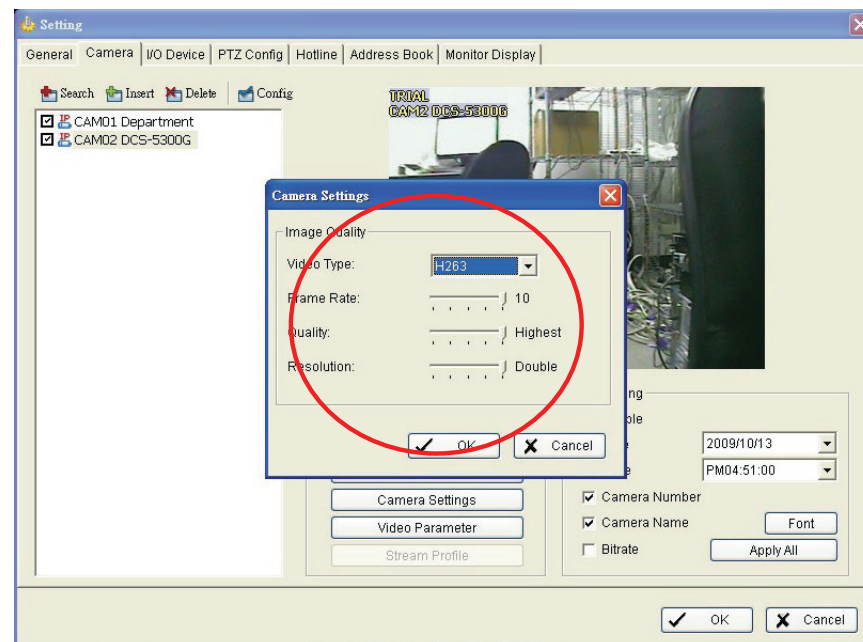 Setting
General Camera I/O Device PTZ Config Hotline Address Book Monitor Display
Search Insert Delete Config
TRIAL
CAM2 DCS-5300G
IP CAM01 Department
IP CAM02 DCS-5300G
Camera Settings
Image Quality
Video Type: H263
Frame Rate: 10
Quality: Highest
Resolution: Double
OK Cancel
2009/10/13
PM04:51:00
Camera Settings
Video Parameter
Stream Profile
Camera Number
Camera Name Font
Bitrate Apply All
OK Cancel